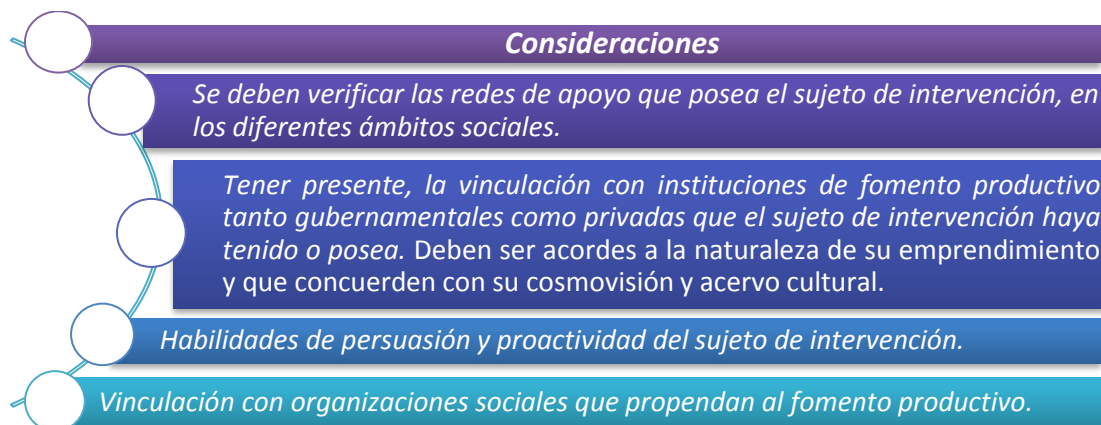 Consideraciones
Se deben verificar las redes de apoyo que posea el sujeto de intervención, en
los diferentes ámbitos sociales.
Tener presente, la vinculación con instituciones de fomento productivo
tanto gubernamentales como privadas que el sujeto de intervención haya
tenido o posea. Deben ser acordes a la naturaleza de su emprendimiento
y que concuerden con su cosmovisión y acervo cultural.
Habilidades de persuasión y proactividad del sujeto de intervención.
Vinculación con organizaciones sociales que propendan al fomento productivo.